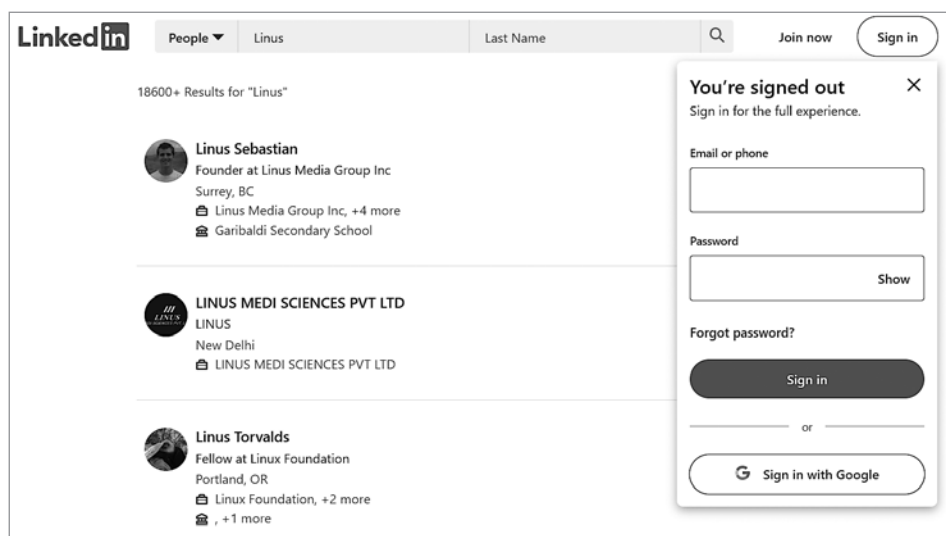 LinkedIn People Linus Last Name Join now Sign in
18600+ Results for "Linus"
Linus Sebastian
Founder at Linus Media Group Inc
Surrey, BC
Linus Media Group Inc, +4 more
Garibaldi Secondary School
LINUS
LINUS MEDI SCIENCES PVT LTD
LINUS
New Delhi
LINUS MEDI SCIENCES PVT LTD
Linus Torvalds
Fellow at Linux Foundation
Portland, OR
Linux Foundation, +2 more
, +1 more
You're signed out
Sign in for the full experience.
Email or phone
Password
Show
Forgot password?
Sign in
or
G Sign in with Google